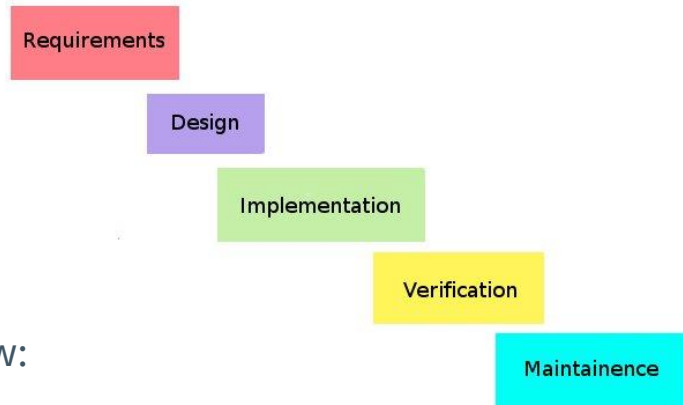 Requirements
Design
Implementation
Verification
w:
Maintainence